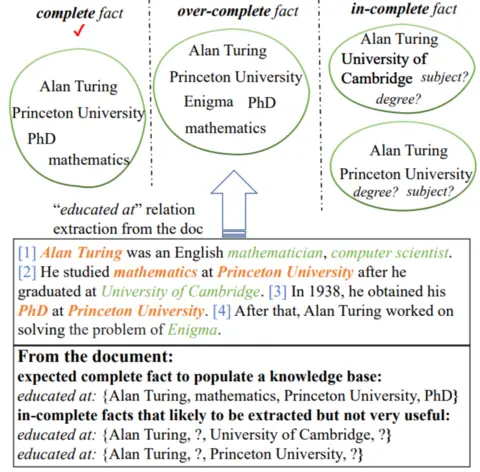 complete fact
over-complete fact
in-complete fact
✓
Alan Turing
Princeton University
PhD
mathematics
Alan Turing
Princeton University
Enigma PhD
mathematics
Alan Turing
University of
Cambridge subject?
degree?
Alan Turing
Princeton University
degree? subject?
"educated at" relation
extraction from the doc
[1] Alan Turing was an English mathematician, computer scientist.
[2] He studied mathematics at Princeton University after he
graduated at University of Cambridge. [3] In 1938, he obtained his
PhD at Princeton University. [4] After that, Alan Turing worked on
solving the problem of Enigma.
From the document:
expected complete fact to populate a knowledge base:
educated at: {Alan Turing, mathematics, Princeton University, PhD}
in-complete facts that likely to be extracted but not very useful:
educated at: {Alan Turing, ?, University of Cambridge, ?}
educated at: {Alan Turing, ?, Princeton University, ?}